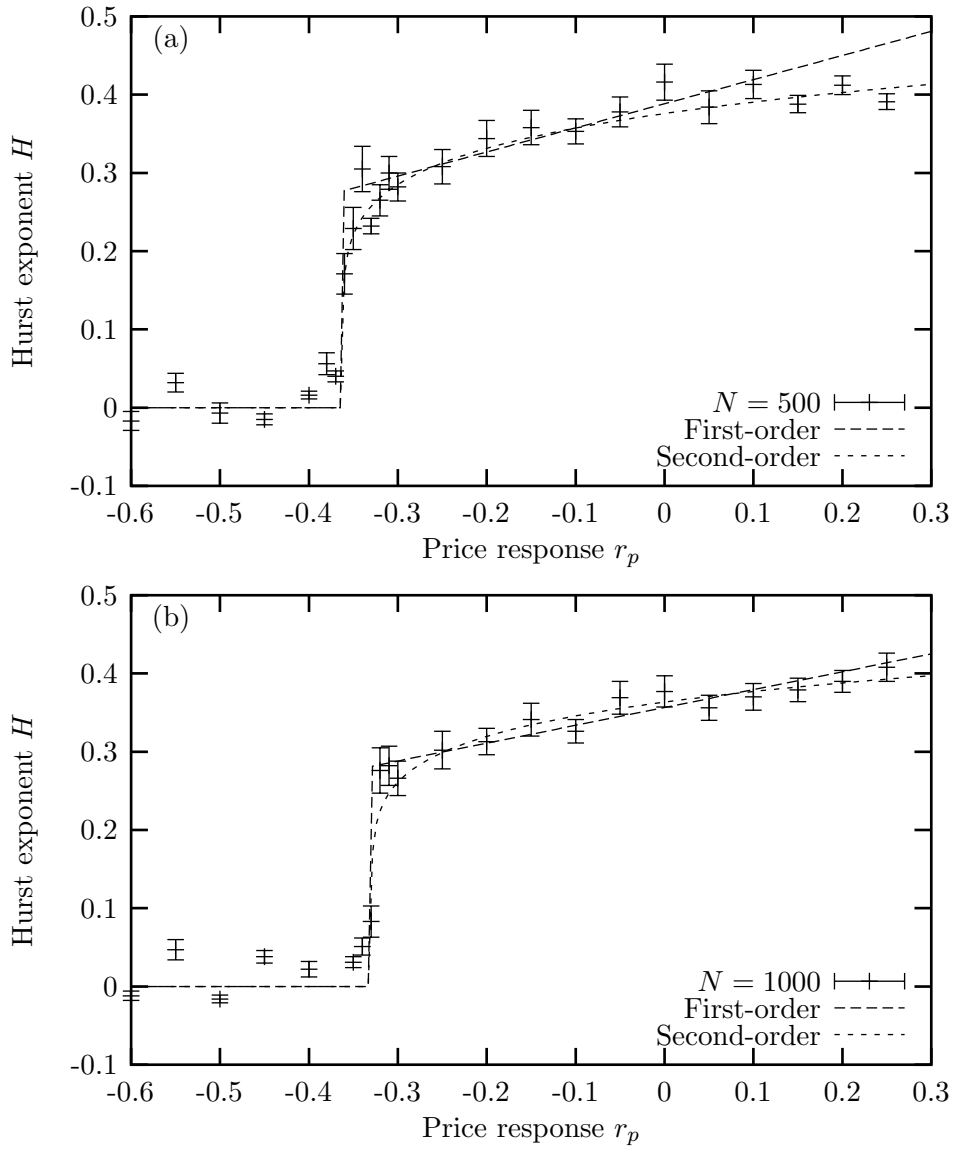 (a)
0.5
0.4
0.3
0.2
0.1
0
-0.1
Hurst exponent H
N = 500
First-order
Second-order
-0.6 -0.5 -0.4 -0.3 -0.2 -0.1 0 0.1 0.2 0.3
Price response r_p
(b)
0.5
0.4
0.3
0.2
0.1
0
-0.1
Hurst exponent H
N = 1000
First-order
Second-order
-0.6 -0.5 -0.4 -0.3 -0.2 -0.1 0 0.1 0.2 0.3
Price response r_p